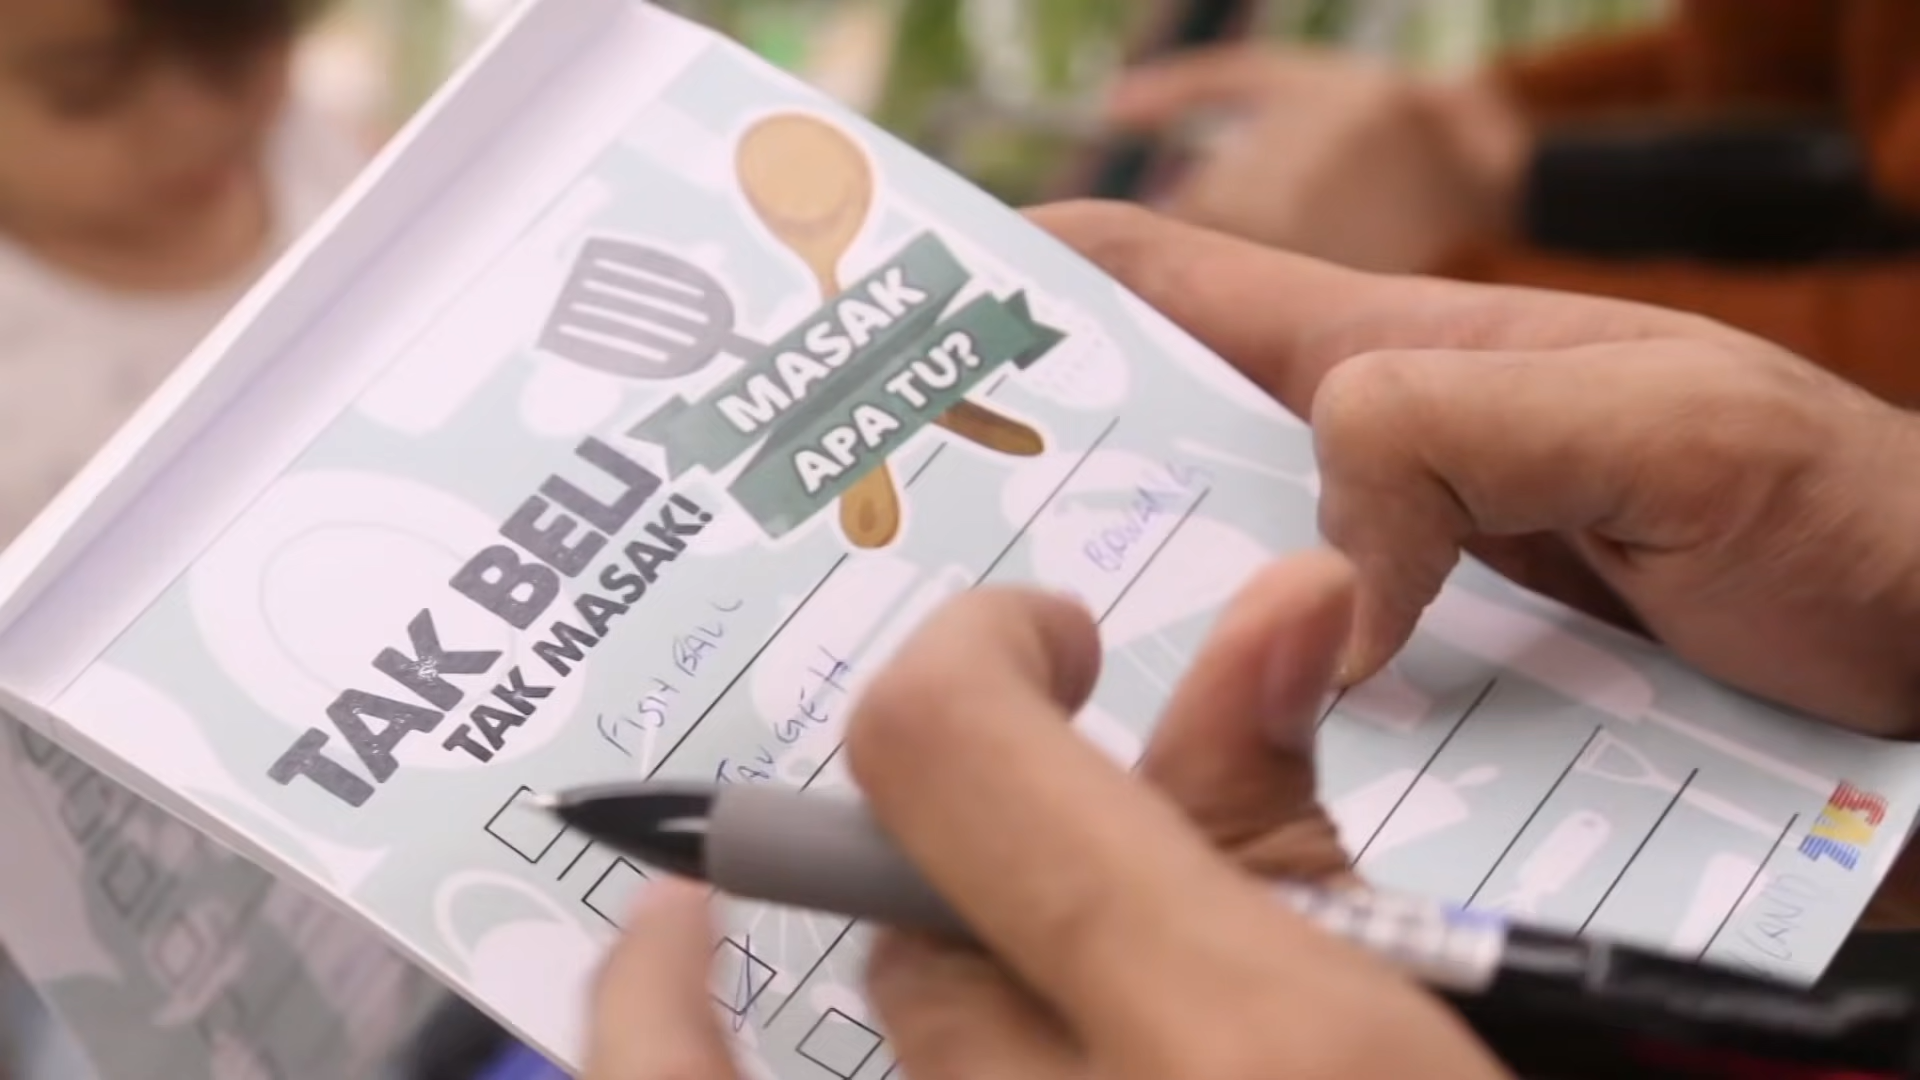 MASAK
APA TU?
TAK BELI
TAK MASAK!
FISH BALL
TAUGEH
BAWANG